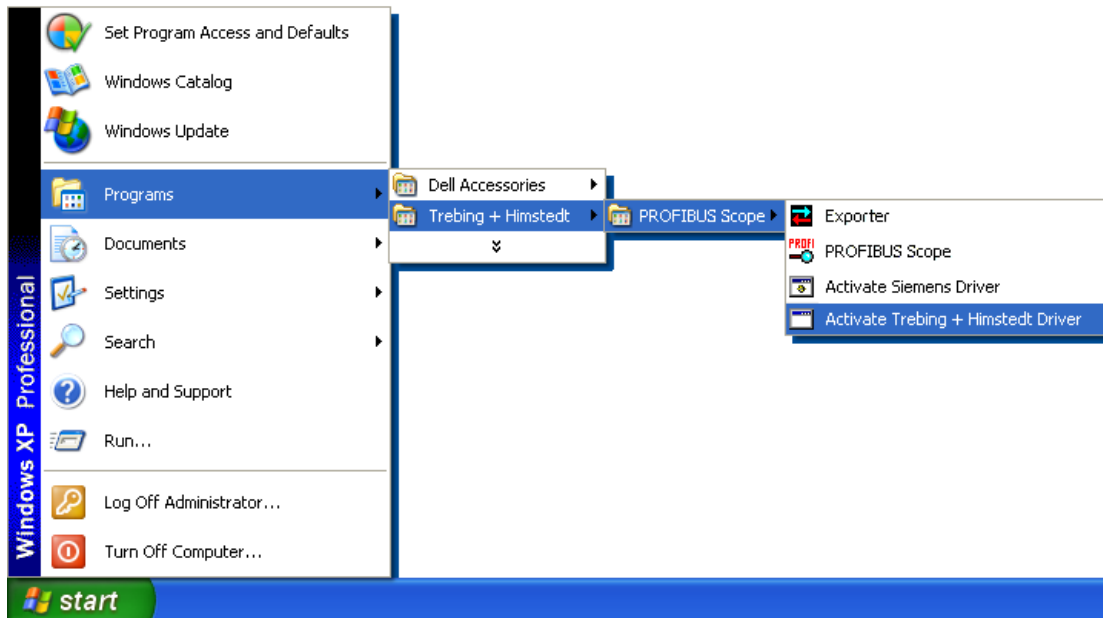 Set Program Access and Defaults
Windows Catalog
Windows Update
Programs
Documents
Settings
Search
Help and Support
Run...
Log Off Administrator...
Turn Off Computer...
Windows XP Professional
start
Dell Accessories
Trebing + Himstedt
PROFIBUS Scope
Exporter
PROFI
PROFIBUS Scope
Activate Siemens Driver
Activate Trebing + Himstedt Driver